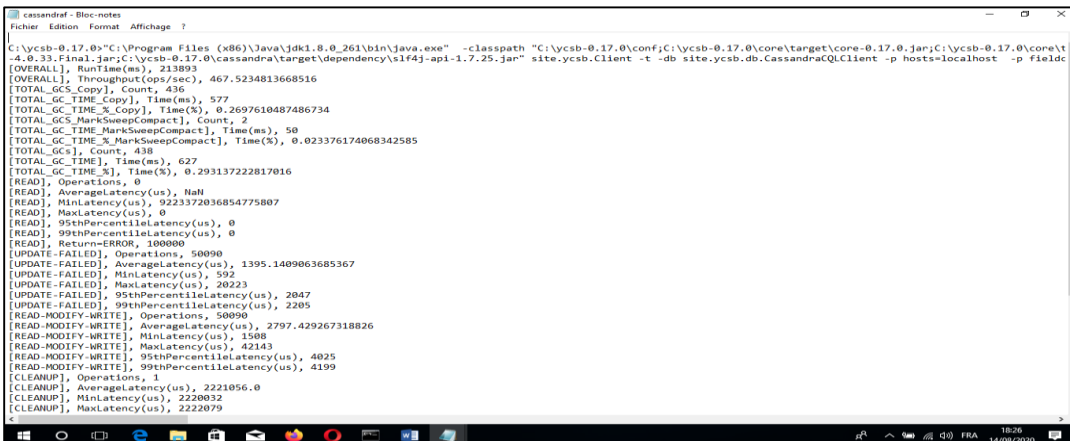 cassandraf - Bloc-notes
Fichier Edition Format Affichage ?
C:\ycsb-0.17.0>"C:\Program Files (x86)\Java\jdk1.8.0_261\bin\java.exe" -classpath "C:\ycsb-0.17.0\conf;C:\ycsb-0.17.0\core\target\core-0.17.0.jar;C:\ycsb-0.17.0\core\t
-4.0.33.Final.jar;C:\ycsb-0.17.0\cassandra\target\dependency\slf4j-api-1.7.25.jar" site.ycsb.Client -t -db site.ycsb.db.CassandraCQLClient -p hosts=localhost -p fieldc
[OVERALL], RunTime(ms), 213893
[OVERALL], Throughput(ops/sec), 467.5234813668516
[TOTAL_GCS_Copy], Count, 436
[TOTAL_GC_TIME_Copy], Time(ms), 577
[TOTAL_GC_TIME_%_Copy], Time(%), 0.2697610487486734
[TOTAL_GCS_MarkSweepCompact], Count, 2
[TOTAL_GC_TIME_MarkSweepCompact], Time(ms), 50
[TOTAL_GC_TIME_%_MarkSweepCompact], Time(%), 0.023376174068342585
[TOTAL_GCs], Count, 438
[TOTAL_GC_TIME], Time(ms), 627
[TOTAL_GC_TIME_%], Time(%), 0.293137222817016
[READ], Operations, 0
[READ], AverageLatency(us), NaN
[READ], MinLatency(us), 9223372036854775807
[READ], MaxLatency(us), 0
[READ], 95thPercentileLatency(us), 0
[READ], 99thPercentileLatency(us), 0
[READ], Return=ERROR, 100000
[UPDATE-FAILED], Operations, 50090
[UPDATE-FAILED], AverageLatency(us), 1395.1409063685367
[UPDATE-FAILED], MinLatency(us), 592
[UPDATE-FAILED], MaxLatency(us), 20223
[UPDATE-FAILED], 95thPercentileLatency(us), 2047
[UPDATE-FAILED], 99thPercentileLatency(us), 2205
[READ-MODIFY-WRITE], Operations, 50090
[READ-MODIFY-WRITE], AverageLatency(us), 2797.429267318826
[READ-MODIFY-WRITE], MinLatency(us), 1508
[READ-MODIFY-WRITE], MaxLatency(us), 42143
[READ-MODIFY-WRITE], 95thPercentileLatency(us), 4025
[READ-MODIFY-WRITE], 99thPercentileLatency(us), 4199
[CLEANUP], Operations, 1
[CLEANUP], AverageLatency(us), 2221056.0
[CLEANUP], MinLatency(us), 2220032
[CLEANUP], MaxLatency(us), 2222079
FRA
18:26
14/09/2020